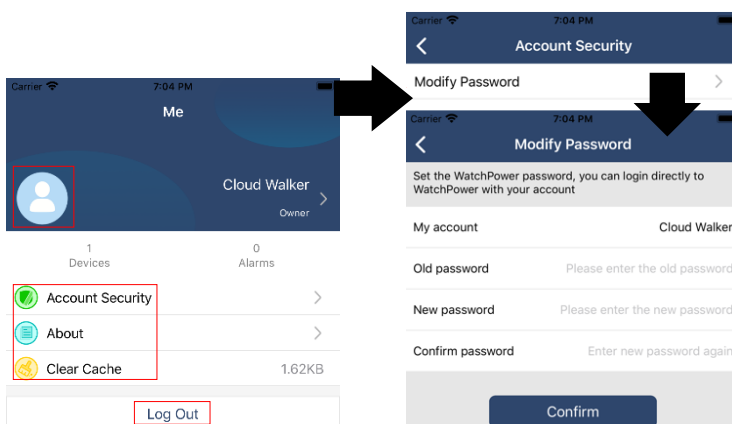 Carrier 7:04 PM
Me
Cloud Walker
Owner
1
Devices
0
Alarms
Account Security
About
Clear Cache 1.62KB
Log Out
Carrier 7:04 PM
Account Security
Modify Password
Carrier 7:04 PM
Modify Password
Set the WatchPower password, you can login directly to
WatchPower with your account
My account Cloud Walker
Old password Please enter the old password
New password Please enter the new password
Confirm password Enter new password again
Confirm